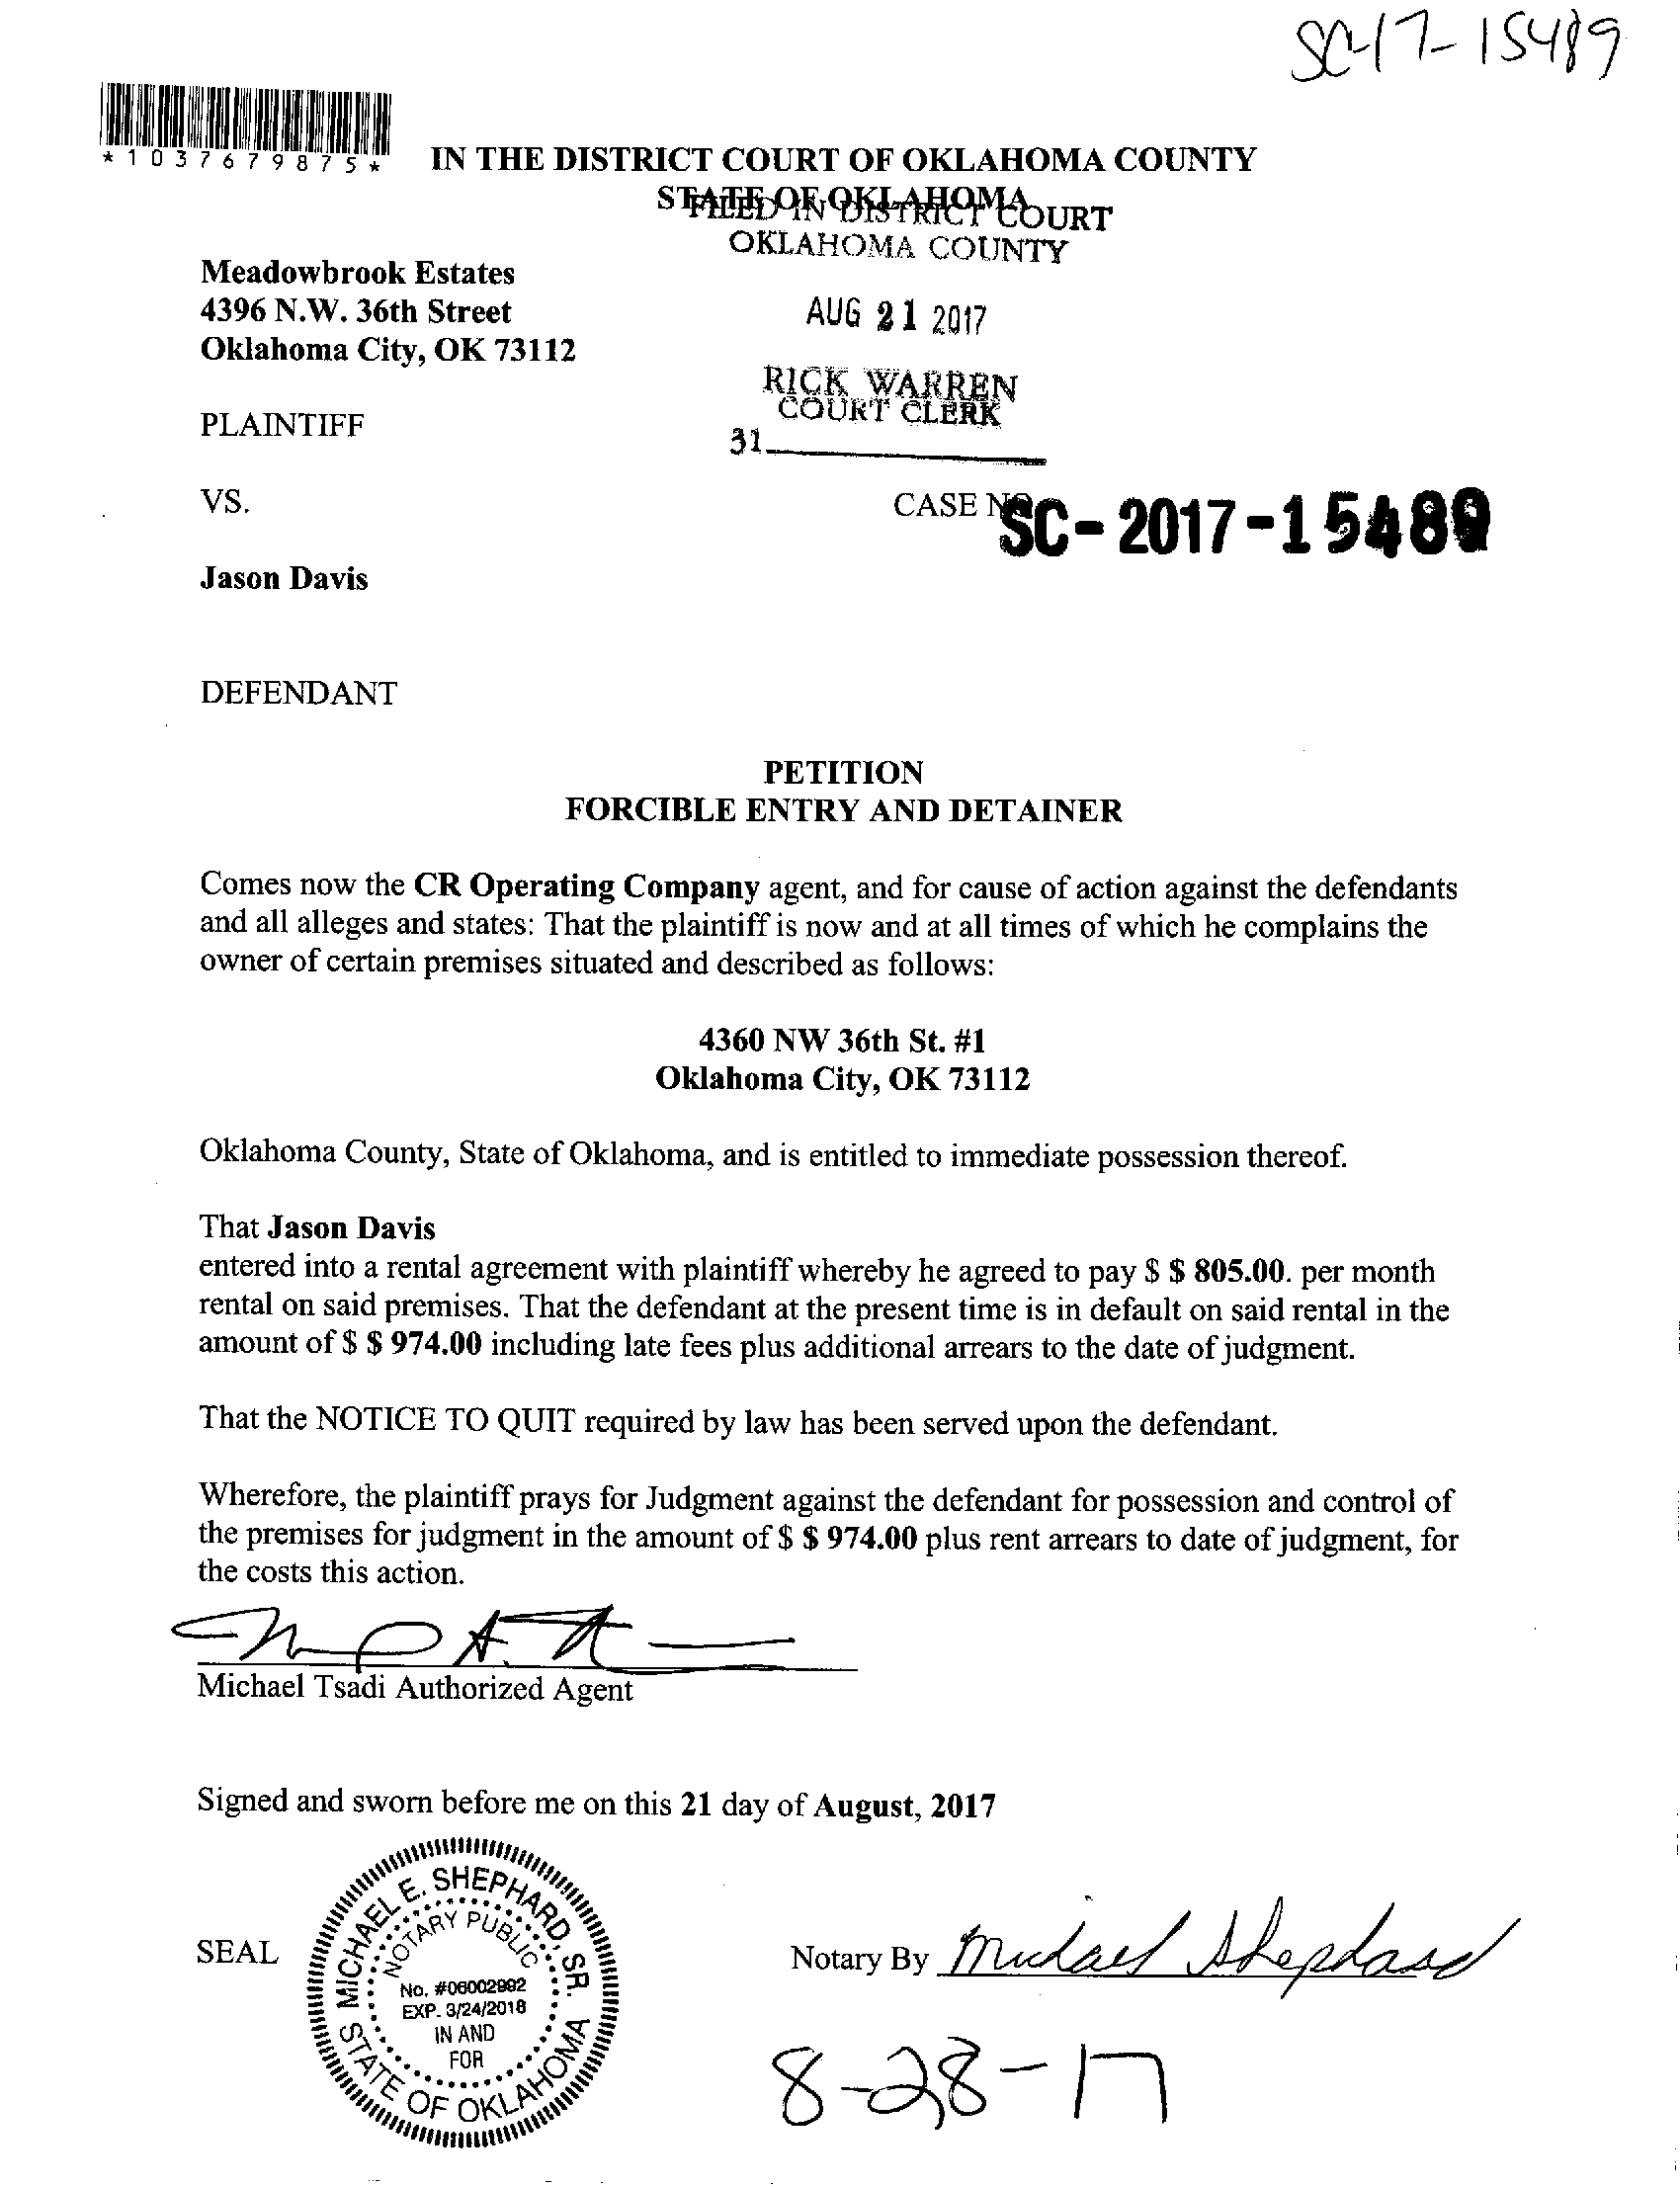 SC-17-15489
*1037679875*
IN THE DISTRICT COURT OF OKLAHOMA COUNTY
STATE OF OKLAHOMA
FILED IN DISTRICT COURT
OKLAHOMA COUNTY
Meadowbrook Estates
4396 N.W. 36th Street
Oklahoma City, OK 73112
AUG 21 2017
RICK WARREN
COURT CLERK
31
PLAINTIFF
VS.
CASE NO.
SC-2017-15489
Jason Davis
DEFENDANT
PETITION
FORCIBLE ENTRY AND DETAINER
Comes now the CR Operating Company agent, and for cause of action against the defendants
and all alleges and states: That the plaintiff is now and at all times of which he complains the
owner of certain premises situated and described as follows:
4360 NW 36th St. #1
Oklahoma City, OK 73112
Oklahoma County, State of Oklahoma, and is entitled to immediate possession thereof.
That Jason Davis
entered into a rental agreement with plaintiff whereby he agreed to pay $ $ 805.00. per month
rental on said premises. That the defendant at the present time is in default on said rental in the
amount of $ $ 974.00 including late fees plus additional arrears to the date of judgment.
That the NOTICE TO QUIT required by law has been served upon the defendant.
Wherefore, the plaintiff prays for Judgment against the defendant for possession and control of
the premises for judgment in the amount of $ $ 974.00 plus rent arrears to date of judgment, for
the costs this action.
Michael Tsadi Authorized Agent
Signed and sworn before me on this 21 day of August, 2017
SEAL
MICHAEL E. SHEPHARD, SR.
NOTARY PUBLIC
No. #06002992
EXP. 3/24/2018
IN AND
FOR
STATE OF OKLAHOMA
Notary By Michael Shephard
8-28-17